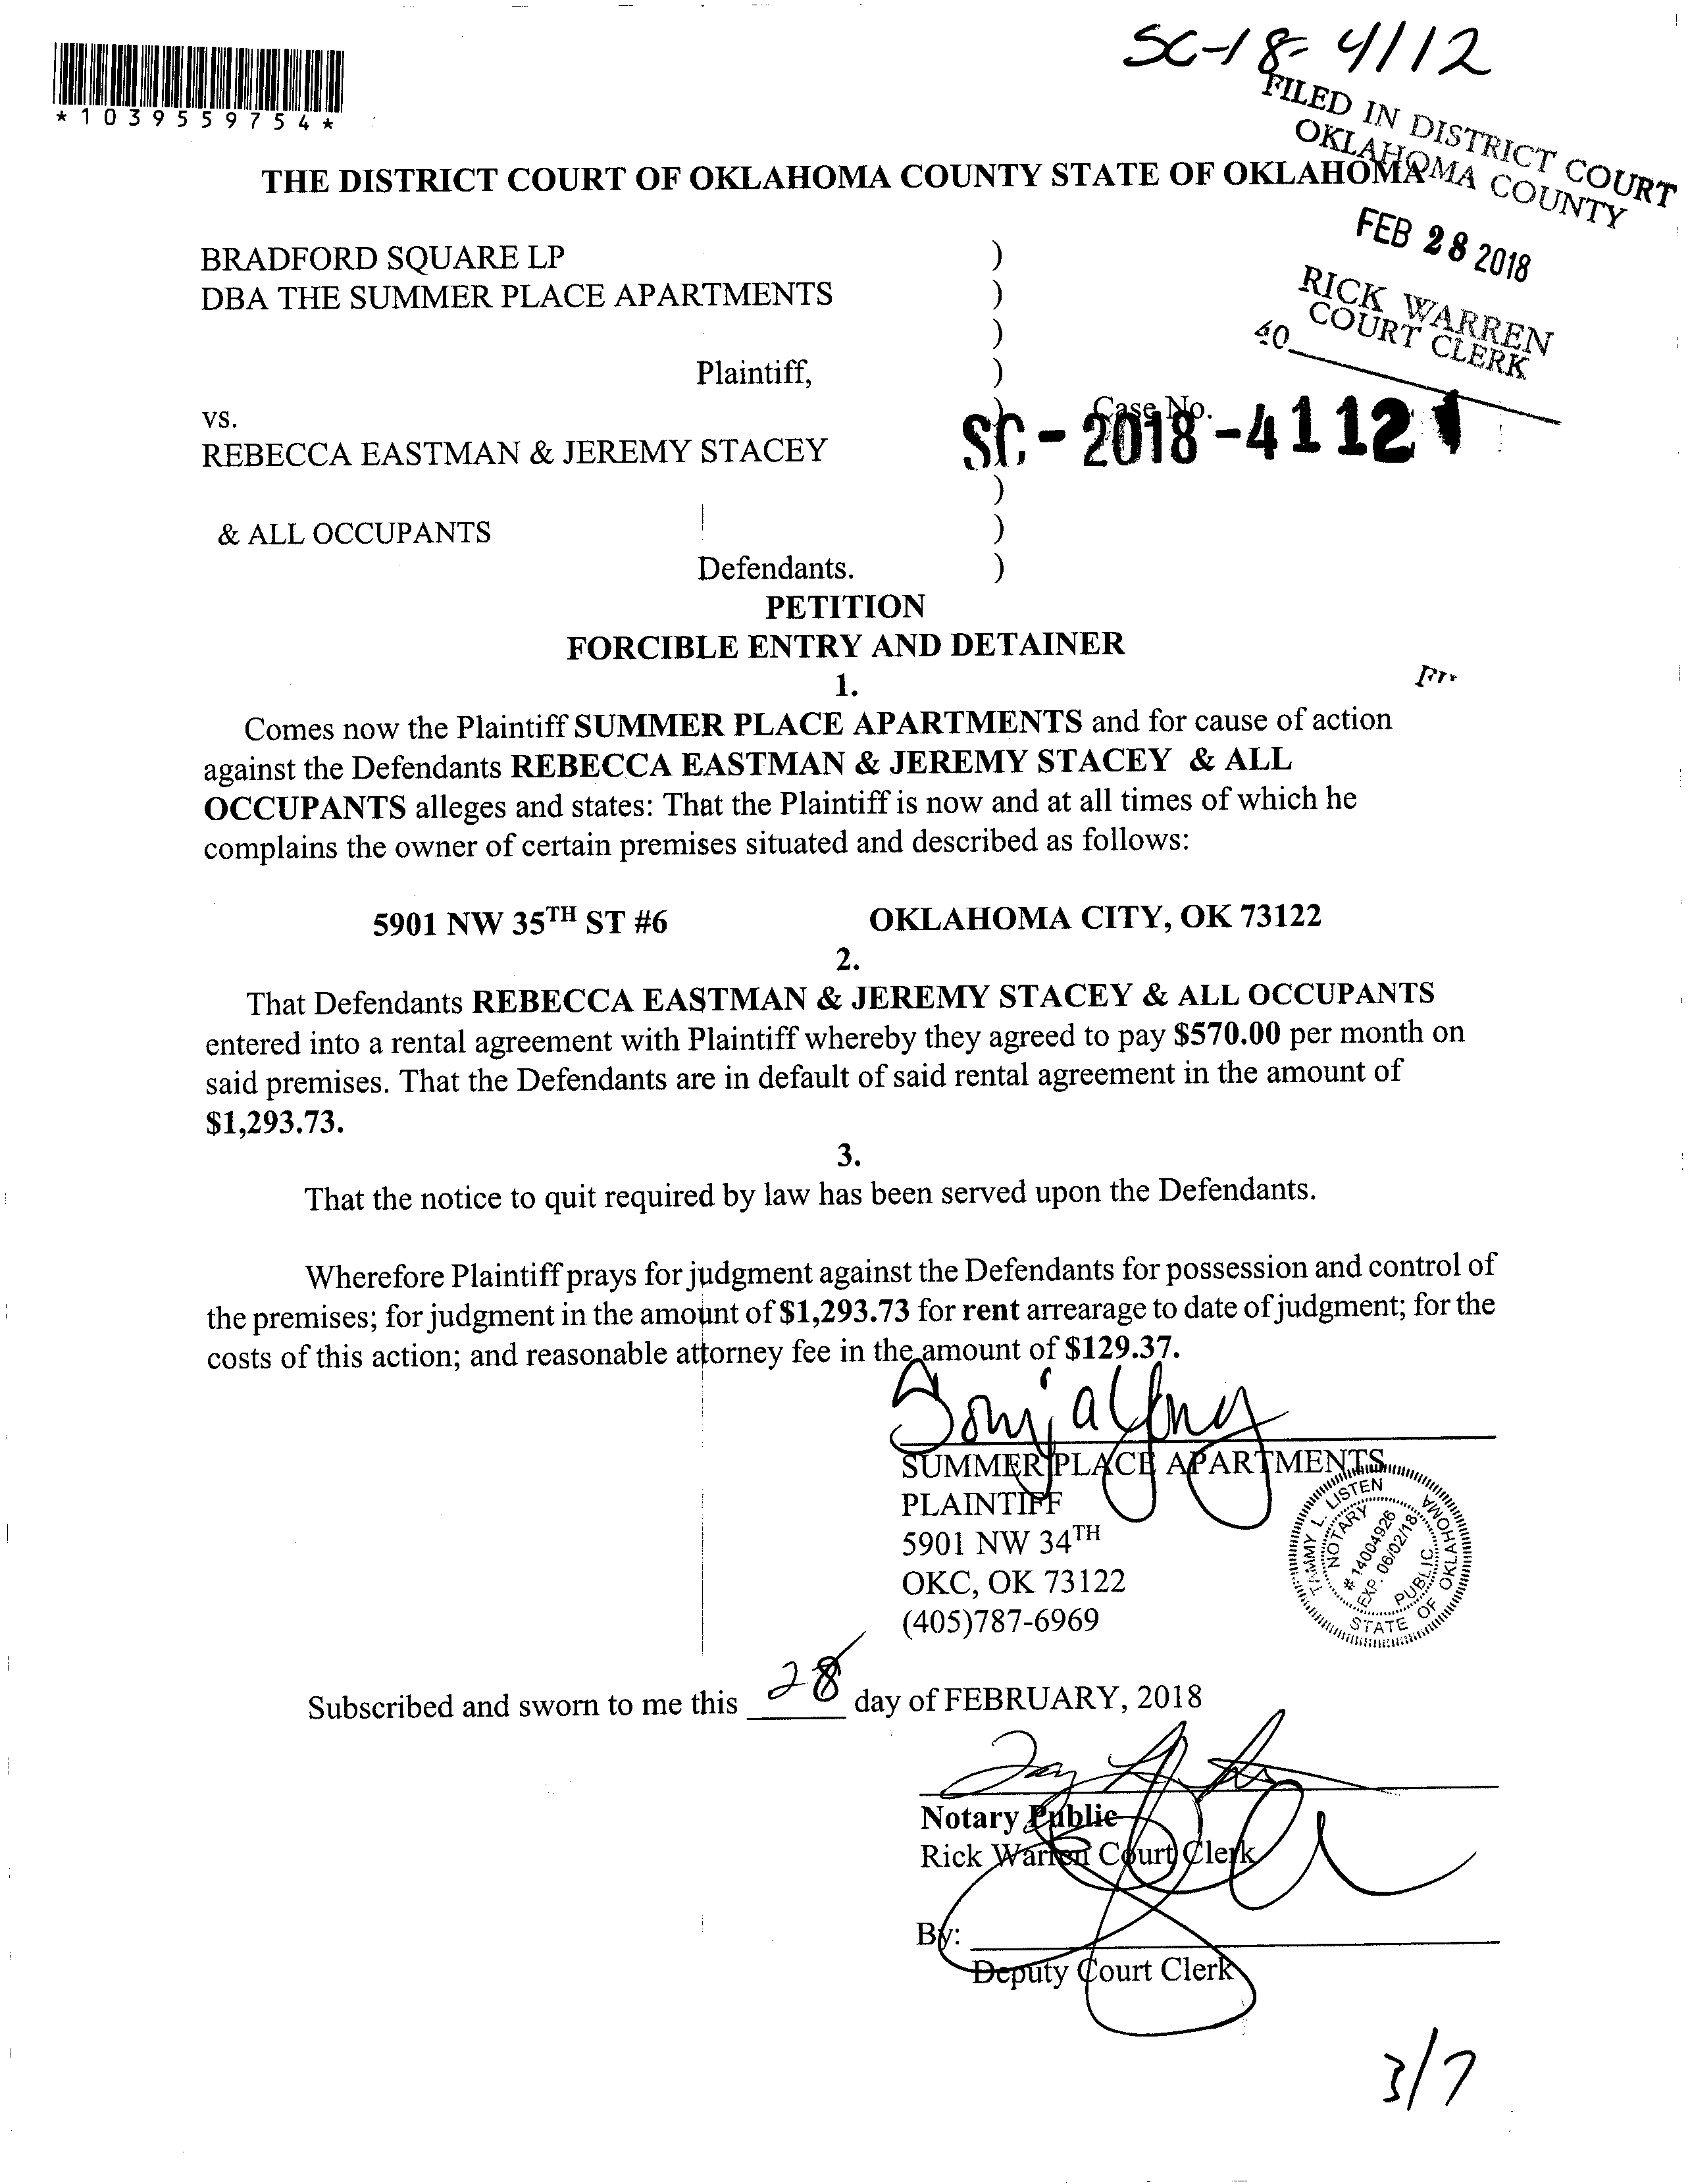 SC-18-4112
*1039559754*
FILED IN DISTRICT COURT
OKLAHOMA COUNTY
THE DISTRICT COURT OF OKLAHOMA COUNTY STATE OF OKLAHOMA
FEB 28 2018
BRADFORD SQUARE LP )
DBA THE SUMMER PLACE APARTMENTS )
)
RICK WARREN
COURT CLERK
40
Plaintiff, )
vs. ) Case No.
REBECCA EASTMAN & JEREMY STACEY SC-2018-4112
)
& ALL OCCUPANTS )
Defendants. )
PETITION
FORCIBLE ENTRY AND DETAINER
1.
Comes now the Plaintiff SUMMER PLACE APARTMENTS and for cause of action
against the Defendants REBECCA EASTMAN & JEREMY STACEY & ALL
OCCUPANTS alleges and states: That the Plaintiff is now and at all times of which he
complains the owner of certain premises situated and described as follows:
5901 NW 35TH ST #6 OKLAHOMA CITY, OK 73122
2.
That Defendants REBECCA EASTMAN & JEREMY STACEY & ALL OCCUPANTS
entered into a rental agreement with Plaintiff whereby they agreed to pay $570.00 per month on
said premises. That the Defendants are in default of said rental agreement in the amount of
$1,293.73.
3.
That the notice to quit required by law has been served upon the Defendants.
Wherefore Plaintiff prays for judgment against the Defendants for possession and control of
the premises; for judgment in the amount of $1,293.73 for rent arrearage to date of judgment; for the
costs of this action; and reasonable attorney fee in the amount of $129.37.
SUMMER PLACE APARTMENTS
PLAINTIFF
5901 NW 34TH
OKC, OK 73122
(405)787-6969
TAMMY L. LISTEN
NOTARY
# 14004926
EXP. 06/02/18
PUBLIC
STATE OF OKLAHOMA
Subscribed and sworn to me this 28 day of FEBRUARY, 2018
Notary Public
Rick Warren Court Clerk
By:
Deputy Court Clerk
3/7